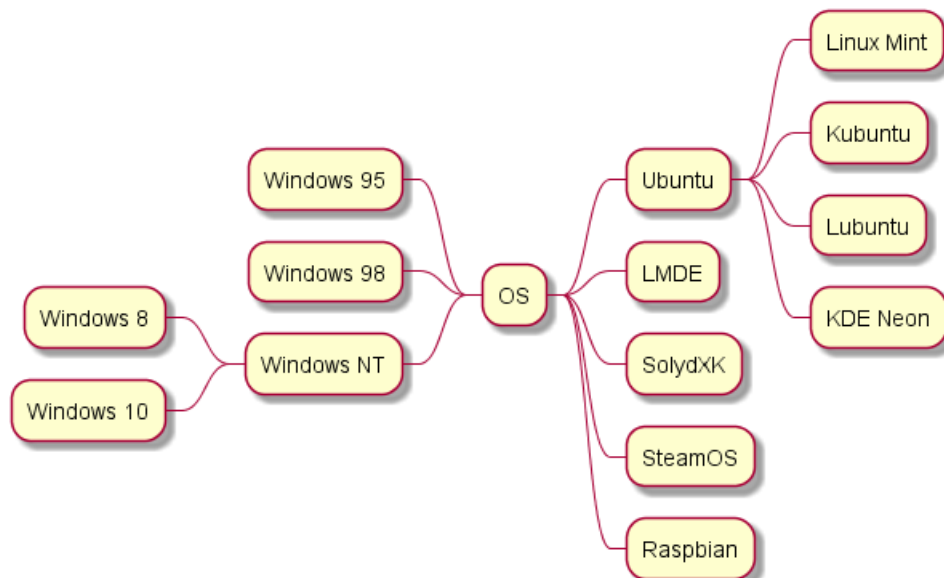 Linux Mint
Kubuntu
Windows 95
Ubuntu
Lubuntu
Windows 98
LMDE
OS
Windows 8
KDE Neon
Windows NT
SolydXK
Windows 10
SteamOS
Raspbian